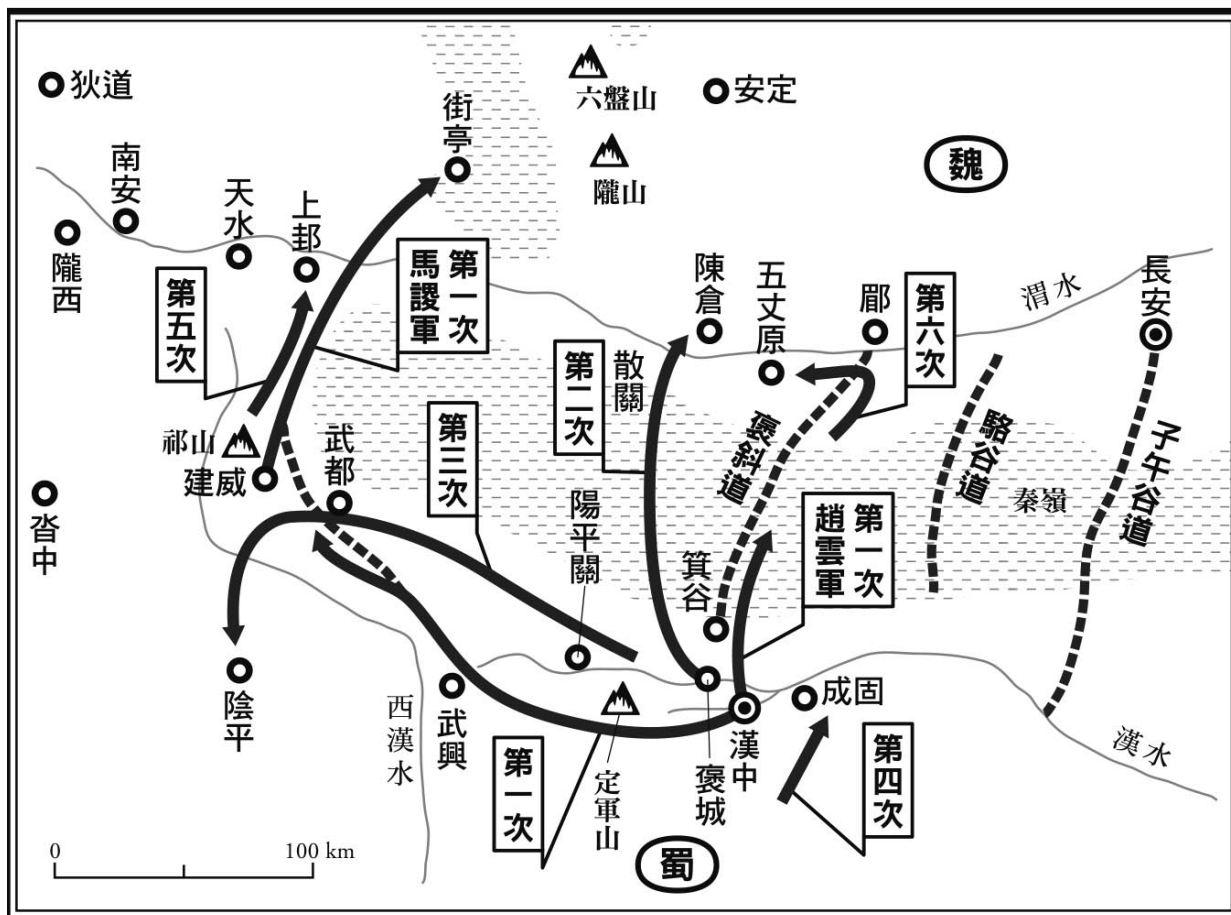 狄道
六盤山
安定
街亭
魏
南安
天水
上邽
隴山
隴西
第五次
第一次
馬謖軍
陳倉
五丈原
郿
第六次
渭水
長安
散關
第二次
祁山
建威
武都
第三次
褒斜道
駱谷道
子午谷道
秦嶺
沓中
陽平關
箕谷
第一次
趙雲軍
陰平
西漢水
武興
第一次
定軍山
褒城
漢中
成固
第四次
漢水
蜀
0
100 km